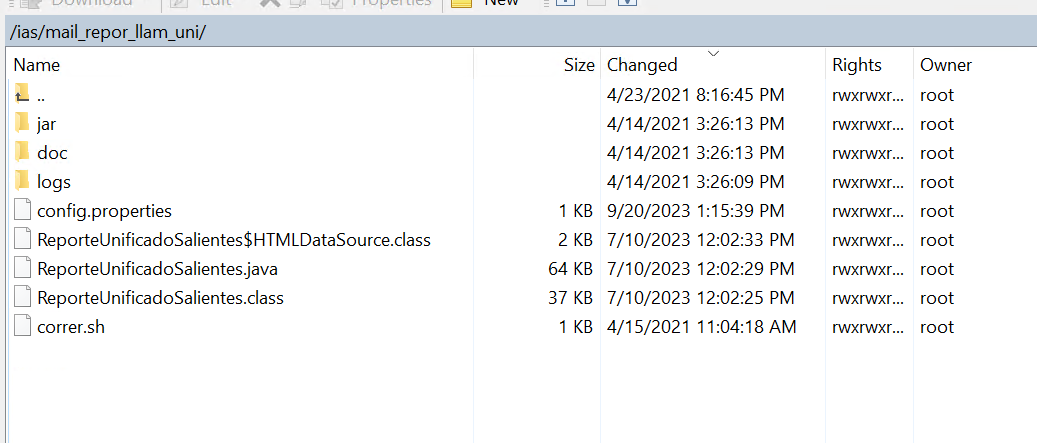 Download Edit Properties New
/ias/mail_repor_llam_uni/
Name Size Changed Rights Owner
.. 4/23/2021 8:16:45 PM rwxrwxr... root
jar 4/14/2021 3:26:13 PM rwxrwxr... root
doc 4/14/2021 3:26:13 PM rwxrwxr... root
logs 4/14/2021 3:26:09 PM rwxrwxr... root
config.properties 1 KB 9/20/2023 1:15:39 PM rwxrwxr... root
ReporteUnificadoSalientes$HTMLDataSource.class 2 KB 7/10/2023 12:02:33 PM rwxrwxr... root
ReporteUnificadoSalientes.java 64 KB 7/10/2023 12:02:29 PM rwxrwxr... root
ReporteUnificadoSalientes.class 37 KB 7/10/2023 12:02:25 PM rwxrwxr... root
correr.sh 1 KB 4/15/2021 11:04:18 AM rwxrwxr... root